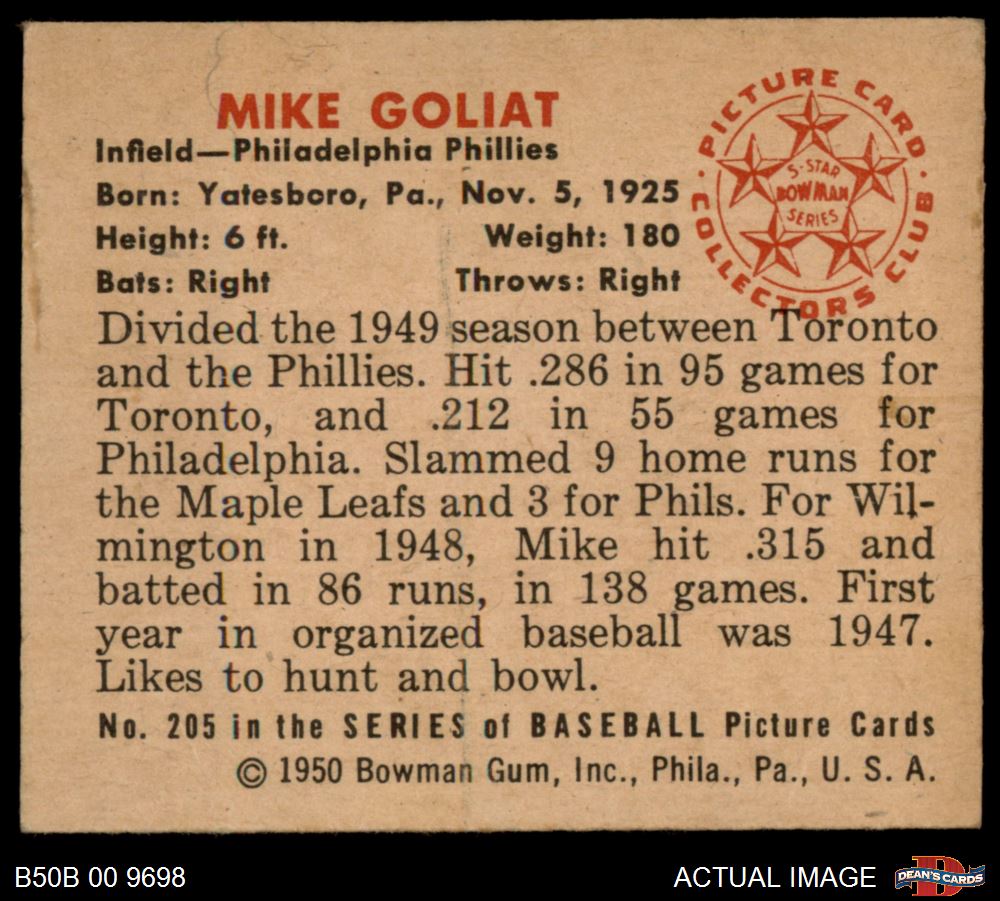 MIKE GOLIAT
Infield—Philadelphia Phillies
Born: Yatesboro, Pa., Nov. 5, 1925
Height: 6 ft. Weight: 180
Bats: Right Throws: Right
PICTURE CARD
COLLECTORS CLUB
5-STAR
BOWMAN
SERIES
Divided the 1949 season between Toronto
and the Phillies. Hit .286 in 95 games for
Toronto, and .212 in 55 games for
Philadelphia. Slammed 9 home runs for
the Maple Leafs and 3 for Phils. For Wil-
mington in 1948, Mike hit .315 and
batted in 86 runs, in 138 games. First
year in organized baseball was 1947.
Likes to hunt and bowl.
No. 205 in the SERIES of BASEBALL Picture Cards
© 1950 Bowman Gum, Inc., Phila., Pa., U. S. A.
B50B 00 9698
ACTUAL IMAGE
D
DEAN'S CARDS